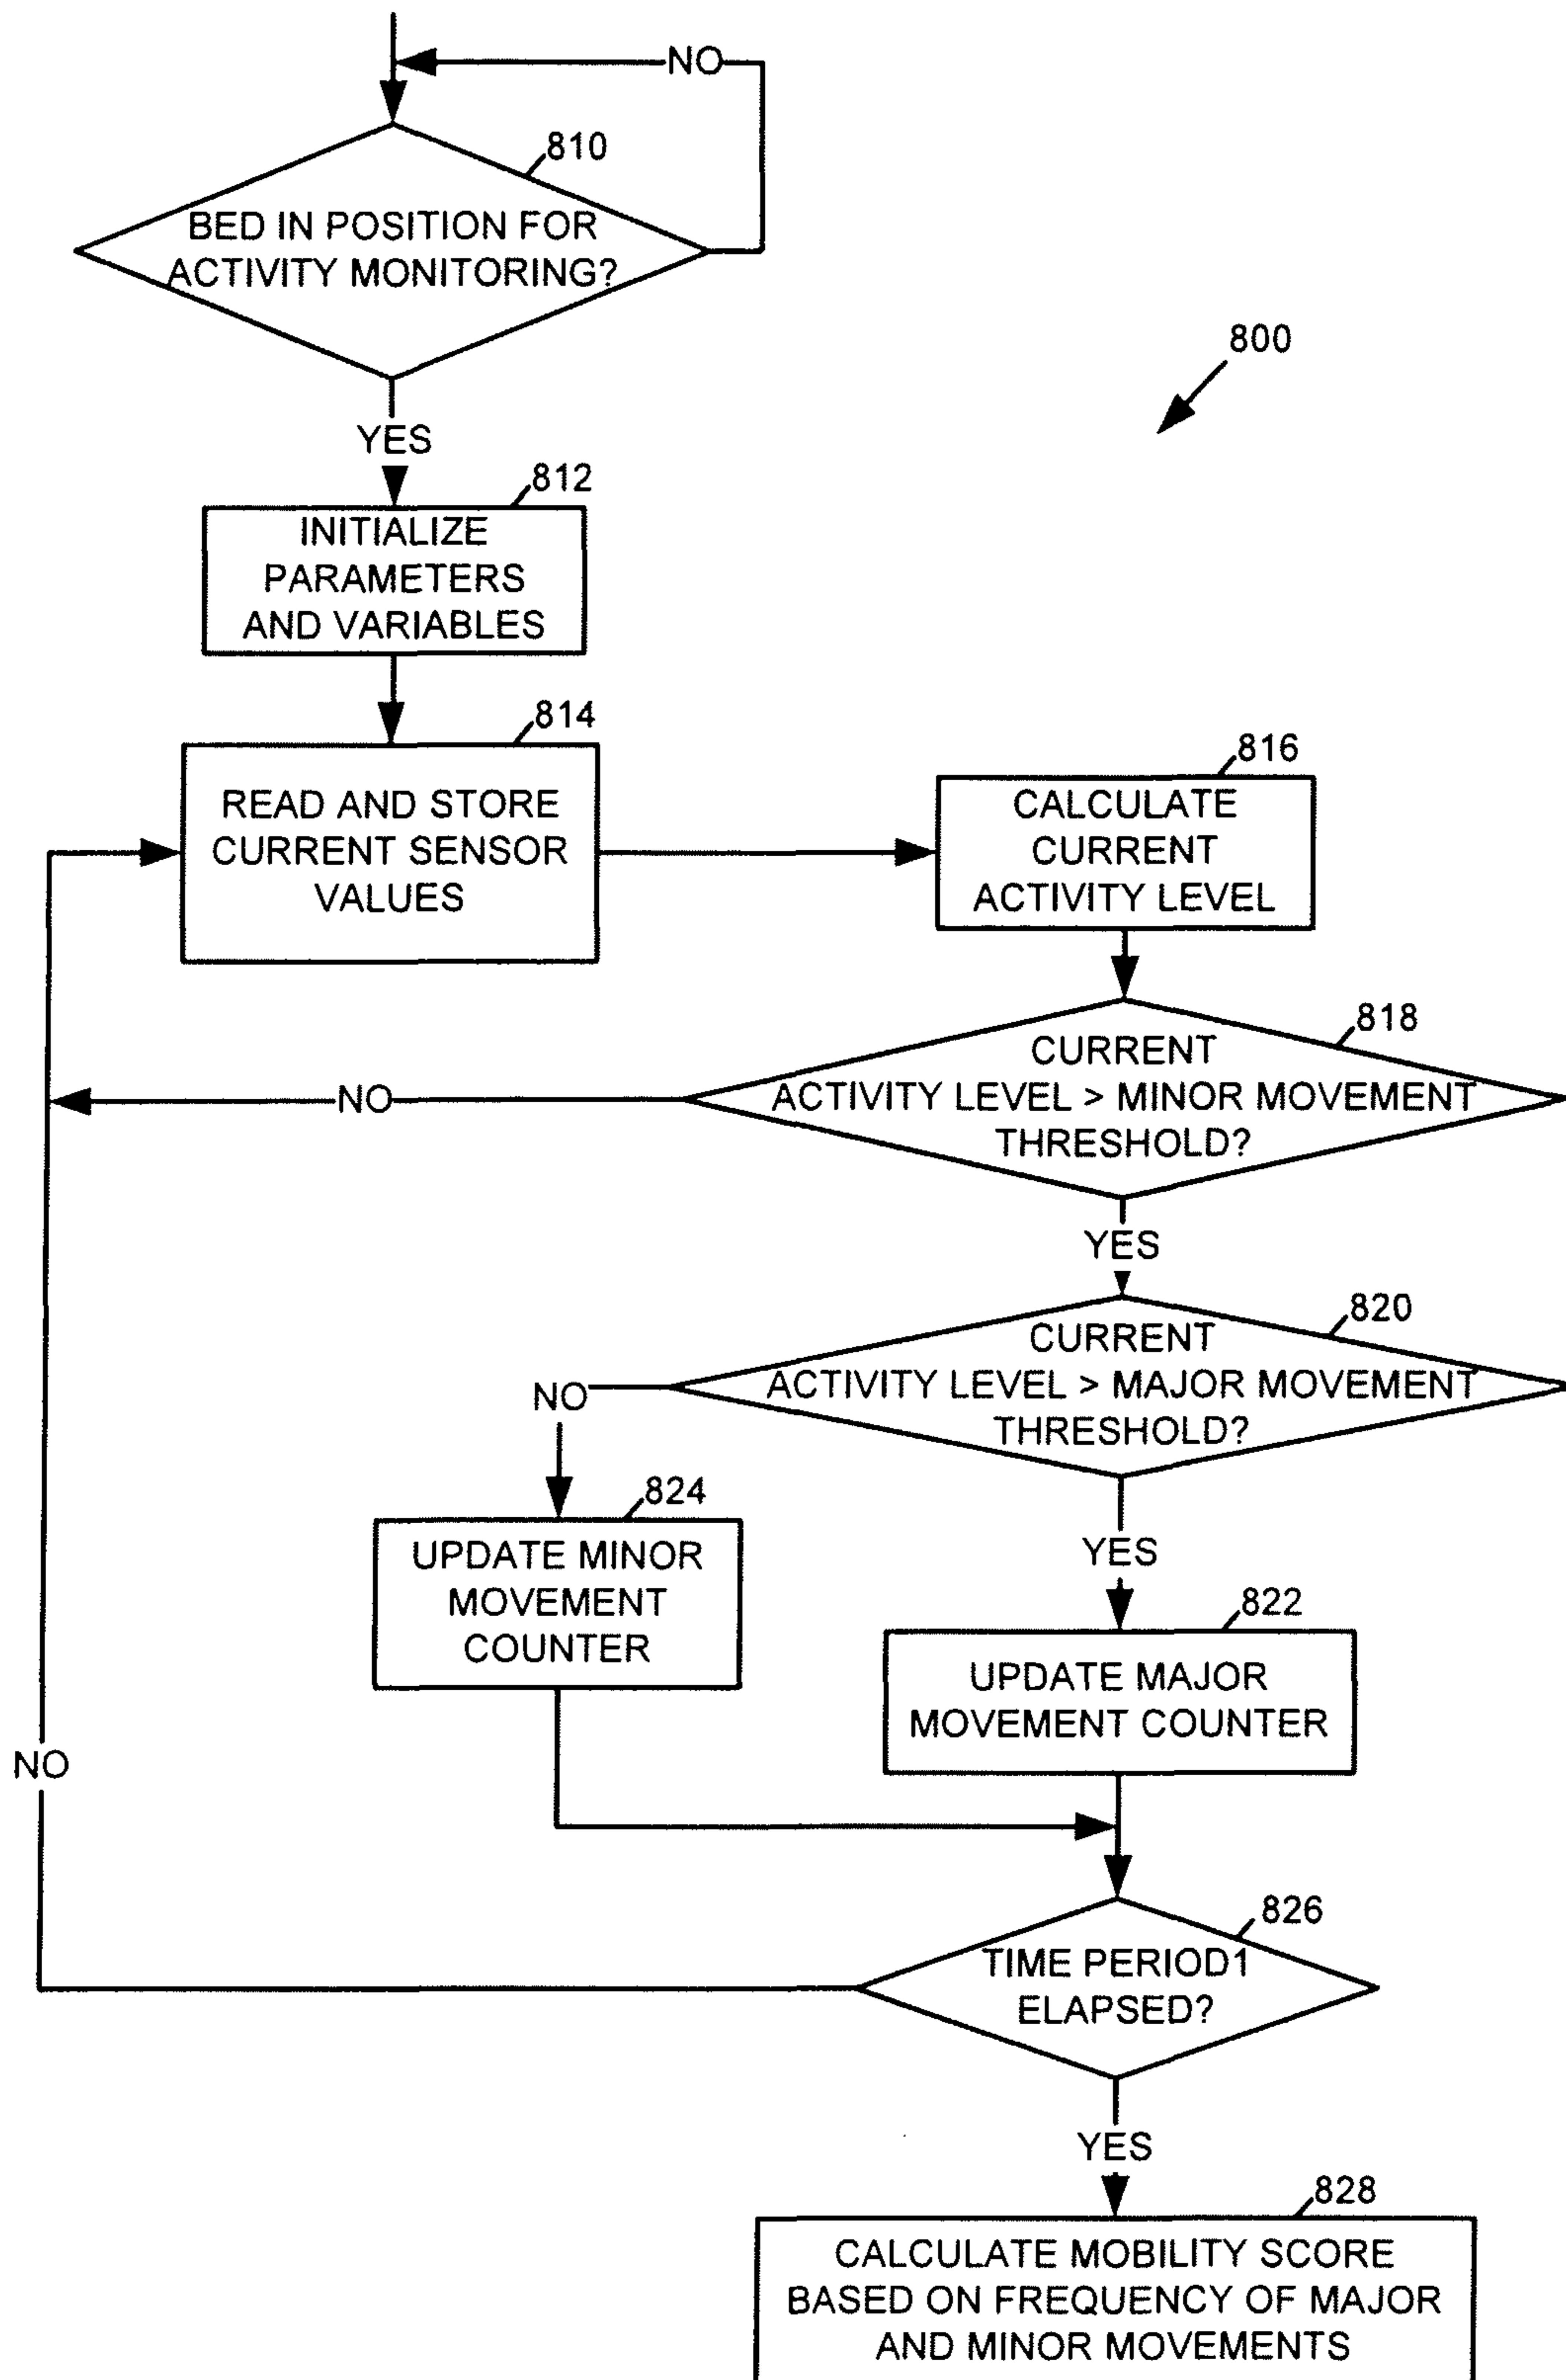 NO
810
BED IN POSITION FOR
ACTIVITY MONITORING?
800
YES
812
INITIALIZE
PARAMETERS
AND VARIABLES
814
READ AND STORE
CURRENT SENSOR
VALUES
816
CALCULATE
CURRENT
ACTIVITY LEVEL
818
CURRENT
ACTIVITY LEVEL > MINOR MOVEMENT
THRESHOLD?
NO
YES
820
CURRENT
ACTIVITY LEVEL > MAJOR MOVEMENT
THRESHOLD?
NO
824
UPDATE MINOR
MOVEMENT
COUNTER
YES
822
UPDATE MAJOR
MOVEMENT COUNTER
NO
826
TIME PERIOD1
ELAPSED?
YES
828
CALCULATE MOBILITY SCORE
BASED ON FREQUENCY OF MAJOR
AND MINOR MOVEMENTS